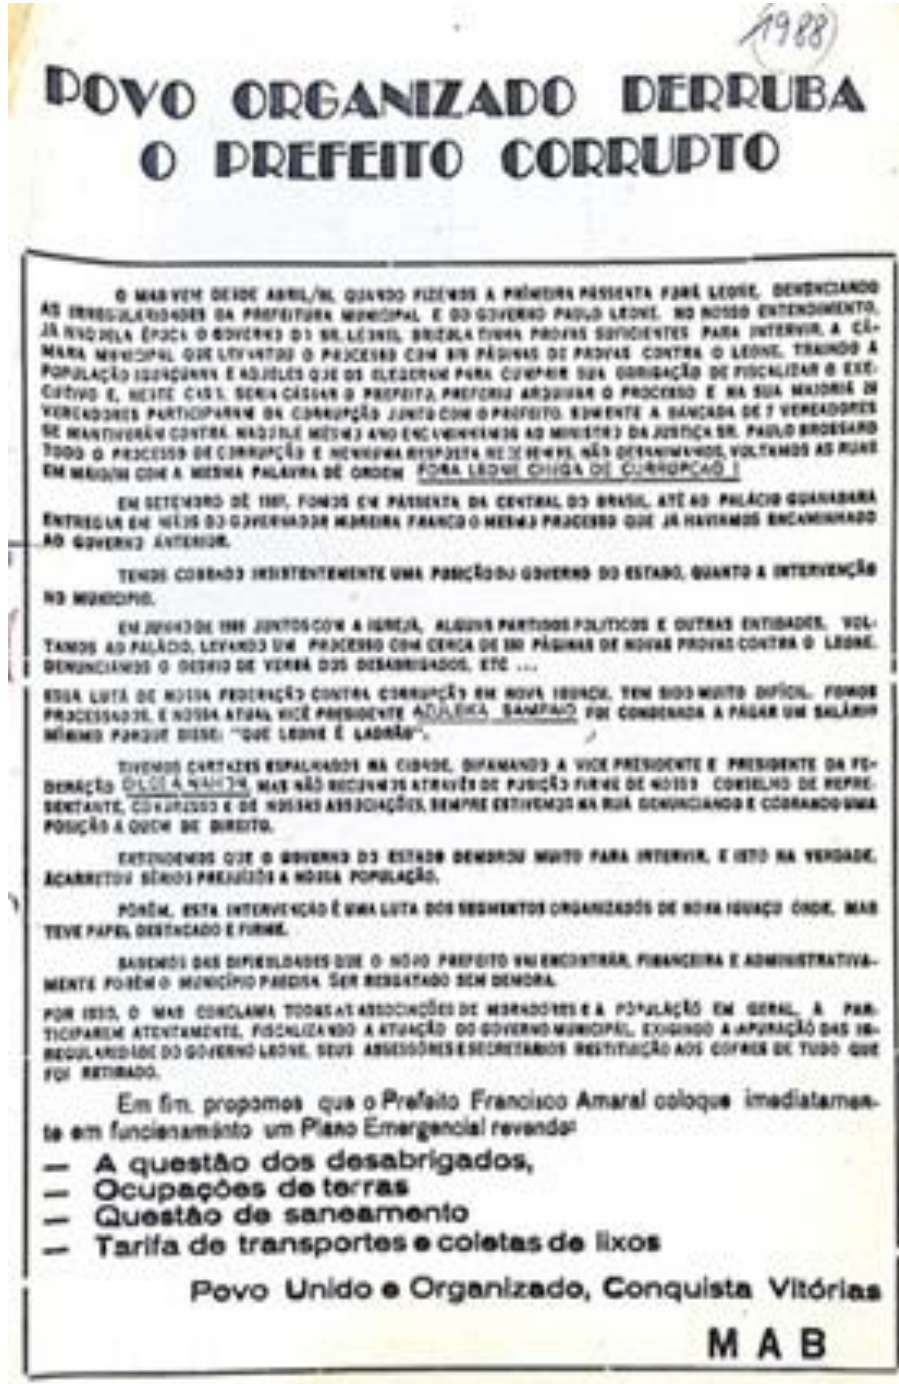 1988
POVO ORGANIZADO DERRUBA
O PREFEITO CORRUPTO
O MAB VEM DESDE ABRIL/ QUANDO FIZEMOS A PRIMEIRA PASSEATA FORA LEONE, DENUNCIANDO
AS IRREGULARIDADES DA PREFEITURA MUNICIPAL E DO GOVERNO PAULO LEONE. NO NOSSO ENTENDIMENTO,
JÁ NAQUELA ÉPOCA O GOVERNO DO SR. LEONEL BRIZOLA TINHA PROVAS SUFICIENTES PARA INTERVIR. A CÂ-
MARA MUNICIPAL QUE LEVANTOU O PROCESSO COM PÁGINAS DE PROVAS CONTRA O LEONE, TRAINDO A
POPULAÇÃO IGUAÇUANA E AQUELES QUE OS ELEGERAM PARA CUMPRIR SUA OBRIGAÇÃO DE FISCALIZAR O EXE-
CUTIVO E, NESTE CASO, SERIA CASSAR O PREFEITO, PREFERIU ARQUIVAR O PROCESSO E NA SUA MAIORIA
VEREADORES PARTICIPARAM DA CORRUPÇÃO JUNTO COM O PREFEITO. SOMENTE A BANCADA DE 7 VEREADORES
SE MANTIVERAM CONTRA. NAQUELE MESMO ANO ENCAMINHAMOS AO MINISTRO DA JUSTIÇA SR. PAULO BROSSARD
TODO O PROCESSO DE CORRUPÇÃO E NENHUMA RESPOSTA RECEBEMOS, NÃO DESANIMAMOS, VOLTAMOS AS RUAS
EM MAIO/ COM A MESMA PALAVRA DE ORDEM FORA LEONE CHEGA DE CORRUPÇÃO !
EM SETEMBRO DE FOMOS EM PASSEATA DA CENTRAL DO BRASIL, ATÉ AO PALÁCIO GUANABARA
ENTREGAR EM MÃOS DO GOVERNADOR MOREIRA FRANCO O MESMO PROCESSO QUE JÁ HAVIAMOS ENCAMINHADO
AO GOVERNO ANTERIOR.
TEMOS COBRADO INSISTENTEMENTE UMA POSIÇÃO DO GOVERNO DO ESTADO, QUANTO A INTERVENÇÃO
NO MUNICIPIO.
EM JUNHO DE JUNTOS COM A IGREJA, ALGUNS PARTIDOS POLITICOS E OUTRAS ENTIDADES, VOL-
TAMOS AO PALÁCIO, LEVANDO UM PROCESSO COM CERCA DE PÁGINAS DE NOVAS PROVAS CONTRA O LEONE.
DENUNCIAMOS O DESVIO DE VERBA DOS DESABRIGADOS, ETC ...
ESSA LUTA DE NOSSA FEDERAÇÃO CONTRA CORRUPÇÃO EM NOVA IGUAÇU, TEM SIDO MUITO DIFÍCIL. FOMOS
PROCESSADOS, E NOSSA ATUAL VICE PRESIDENTE AZULEIKA SAMPAIO FOI CONDENADA A PAGAR UM SALÁRIO
MÍNIMO PORQUE DISSE: "QUE LEONE É LADRÃO".
TIVEMOS CARTAZES ESPALHADOS NA CIDADE, DIFAMANDO A VICE PRESIDENTE E PRESIDENTE DA FE-
DERAÇÃO MAS NÃO RECUAMOS ATRAVÉS DE POSIÇÃO FIRME DE NOSSO CONSELHO DE REPRE-
SENTANTE, CONGRESSO E DE NOSSAS ASSOCIAÇÕES, SEMPRE ESTIVEMOS NA RUA DENUNCIANDO E COBRANDO UMA
POSIÇÃO A QUEM DE DIREITO.
ENTENDEMOS QUE O GOVERNO DO ESTADO DEMOROU MUITO PARA INTERVIR, E ISTO NA VERDADE,
ACARRETOU SÉRIOS PREJUIZOS A NOSSA POPULAÇÃO.
PORÉM, ESTA INTERVENÇÃO É UMA LUTA DOS SEGMENTOS ORGANIZADOS DE NOVA IGUAÇU ONDE, MAB
TEVE PAPEL DESTACADO E FIRME.
SABEMOS DAS DIFICULDADES QUE O NOVO PREFEITO VAI ENCONTRAR, FINANCEIRA E ADMINISTRATIVA-
MENTE PORÉM O MUNICÍPIO PRECISA SER RESGATADO SEM DEMORA.
POR ISSO, O MAB CONCLAMA TODAS AS ASSOCIAÇÕES DE MORADORES E A POPULAÇÃO EM GERAL, A PAR-
TICIPAREM ATENTAMENTE, FISCALIZANDO A ATUAÇÃO DO GOVERNO MUNICIPAL, EXIGINDO A APURAÇÃO DAS IR-
REGULARIDADE DO GOVERNO LEONE, SEUS ASSESSORES E SECRETÁRIOS RESTITUIÇÃO AOS COFRES DE TUDO QUE
FOI RETIRADO.
Em fim, propomos que o Prefeito Francisco Amaral coloque imediatamen-
te em funcionamento um Plano Emergencial revendo:
— A questão dos desabrigados,
— Ocupações de terras
— Questão de saneamento
— Tarifa de transportes e coletas de lixos
Povo Unido e Organizado, Conquista Vitórias
MAB